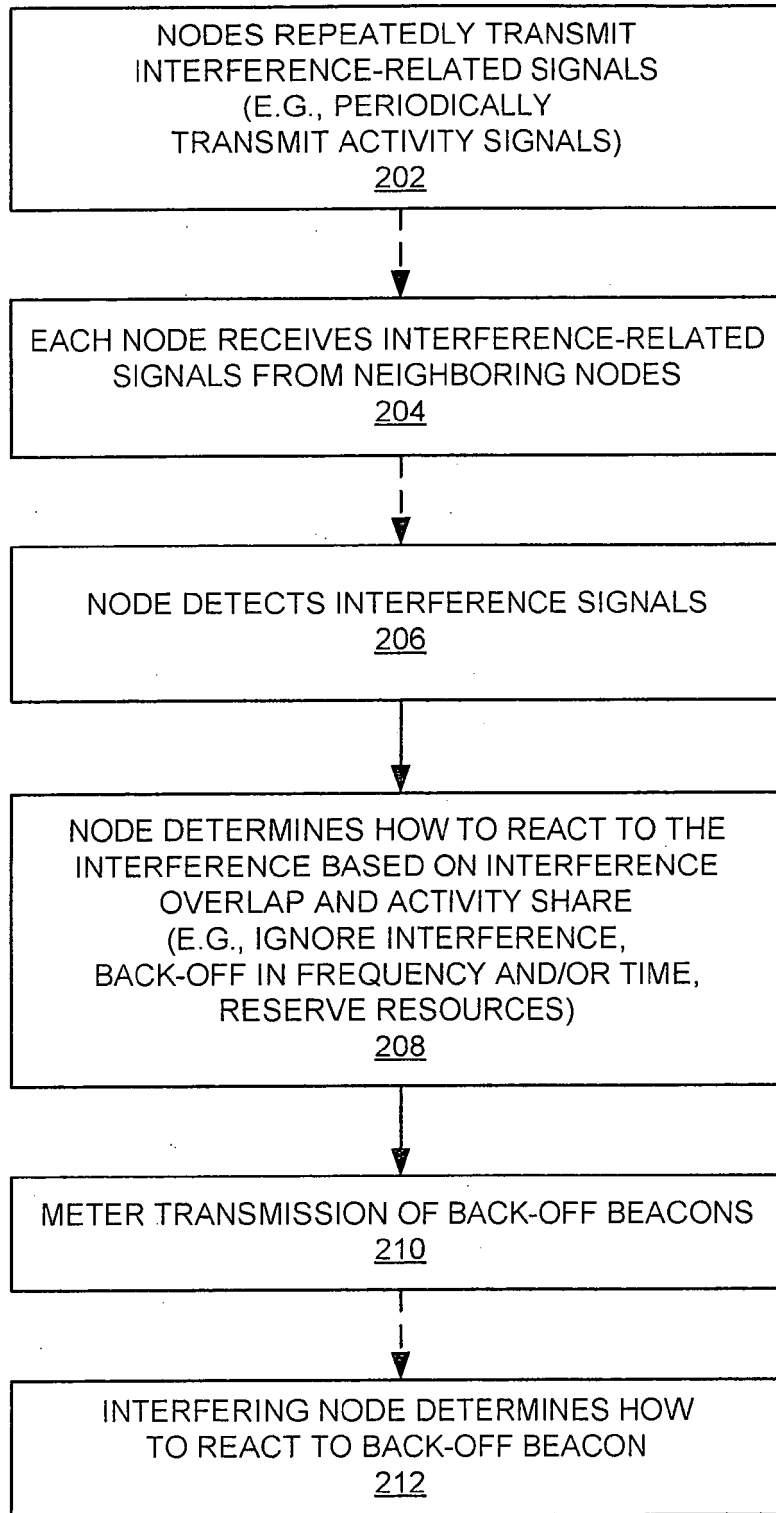 NODES REPEATEDLY TRANSMIT
INTERFERENCE-RELATED SIGNALS
(E.G., PERIODICALLY
TRANSMIT ACTIVITY SIGNALS)
202
EACH NODE RECEIVES INTERFERENCE-RELATED
SIGNALS FROM NEIGHBORING NODES
204
NODE DETECTS INTERFERENCE SIGNALS
206
NODE DETERMINES HOW TO REACT TO THE
INTERFERENCE BASED ON INTERFERENCE
OVERLAP AND ACTIVITY SHARE
(E.G., IGNORE INTERFERENCE,
BACK-OFF IN FREQUENCY AND/OR TIME,
RESERVE RESOURCES)
208
METER TRANSMISSION OF BACK-OFF BEACONS
210
INTERFERING NODE DETERMINES HOW
TO REACT TO BACK-OFF BEACON
212